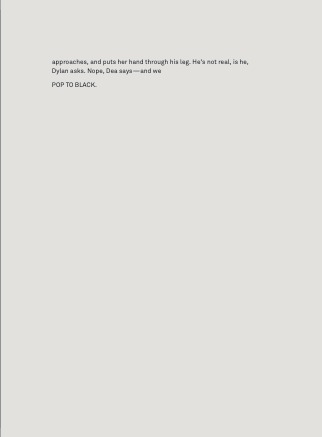 approaches, and puts her hand through his leg. He's not real, is he,
Dylan asks. Nope, Dea says—and we
POP TO BLACK.